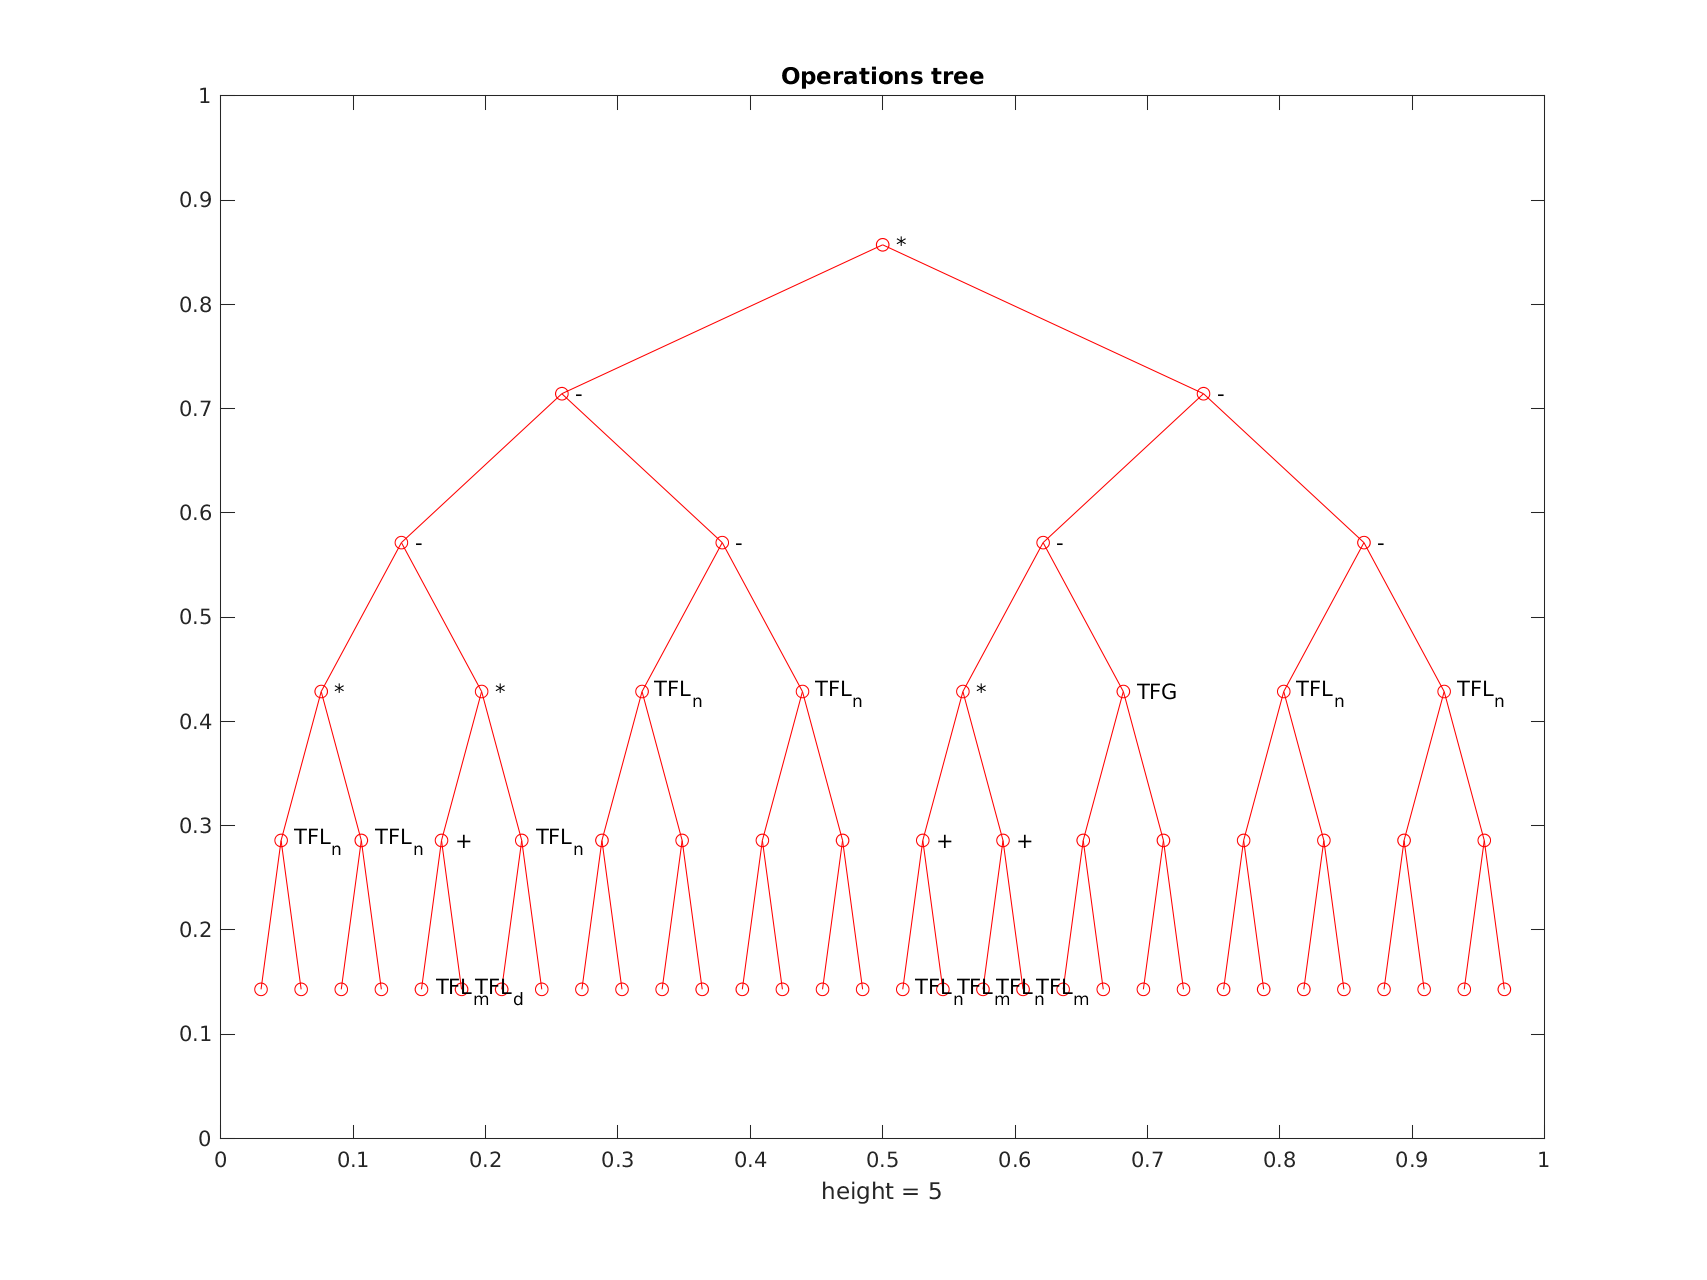 Operations tree
1
0.9
*
0.8
- -
0.7
0.6
- - - -
0.5
* * TFL_n TFL_n * TFG TFL_n TFL_n
0.4
0.3
TFL_n TFL_n + TFL_n + +
0.2
TFL_m TFL_d TFL_n TFL_m TFL_n TFL_m
0.1
0
0 0.1 0.2 0.3 0.4 0.5 0.6 0.7 0.8 0.9 1
height = 5